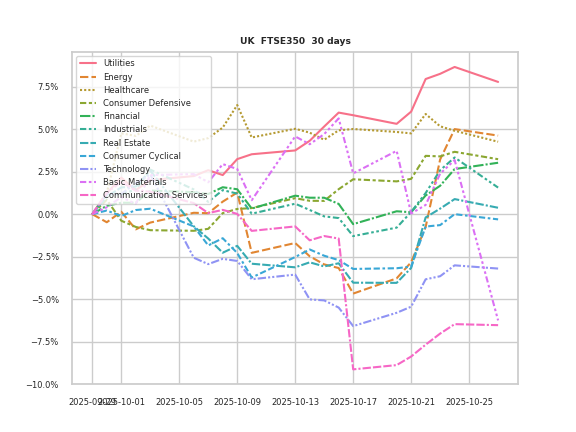 UK FTSE350 30 days
Utilities
Energy
Healthcare
Consumer Defensive
Financial
Industrials
Real Estate
Consumer Cyclical
Technology
Basic Materials
Communication Services
7.5%
5.0%
2.5%
0.0%
−2.5%
−5.0%
−7.5%
−10.0%
2025-09-29 2025-10-01 2025-10-05 2025-10-09 2025-10-13 2025-10-17 2025-10-21 2025-10-25